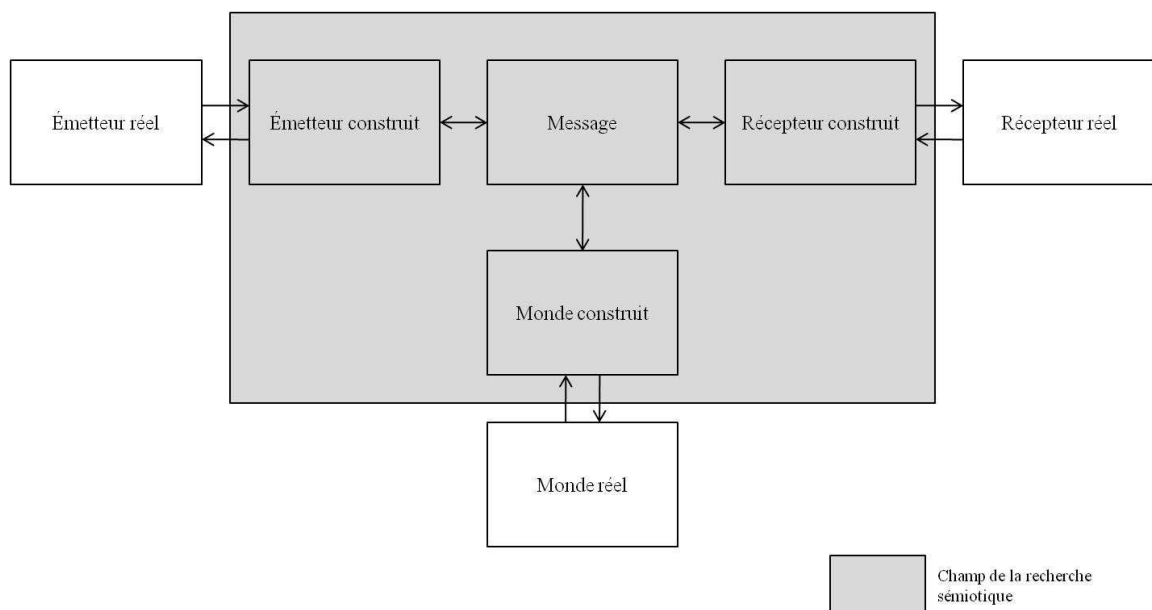 Émetteur réel
Émetteur construit
Message
Récepteur construit
Récepteur réel
Monde construit
Monde réel
Champ de la recherche
sémiotique